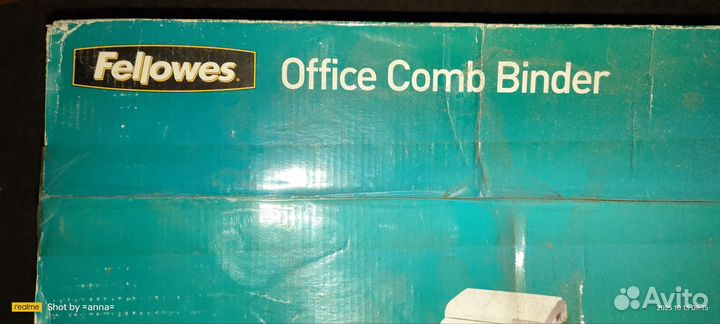 Fellowes®
Office Comb Binder
realme Shot by =anna=
Avito